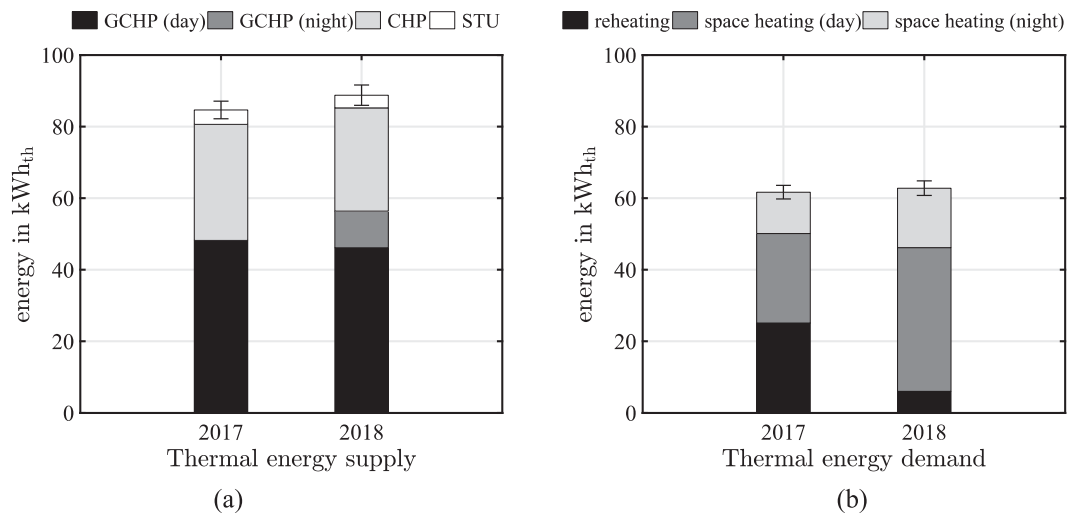 GCHP (day) GCHP (night) CHP STU
100
80
60
40
20
0
energy in kWhth
2017 2018
Thermal energy supply
(a)
reheating space heating (day) space heating (night)
100
80
60
40
20
0
energy in kWhth
2017 2018
Thermal energy demand
(b)